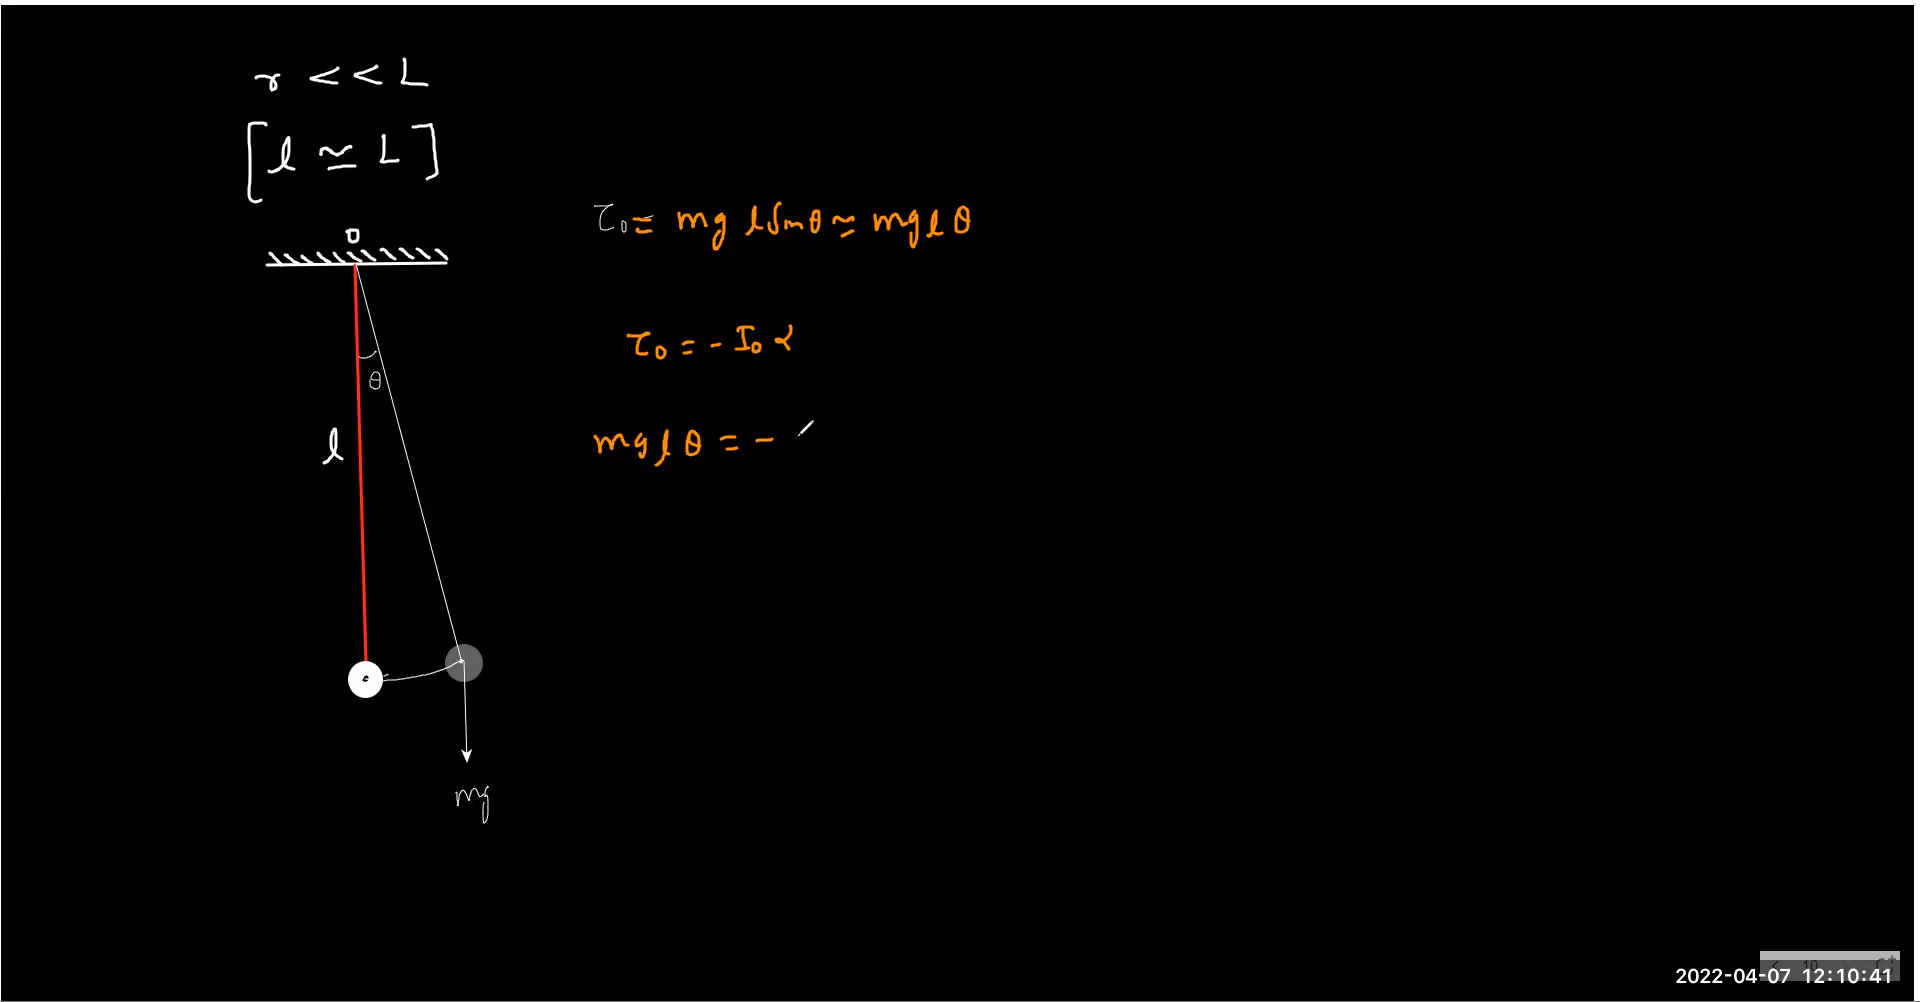 r << L
[l ≃ L]
τ₀ = mg l Sinθ ≃ mg l θ
O
τ₀ = - I₀ α
θ
l
mg l θ = -
mg
2022-04-07 12:10:41